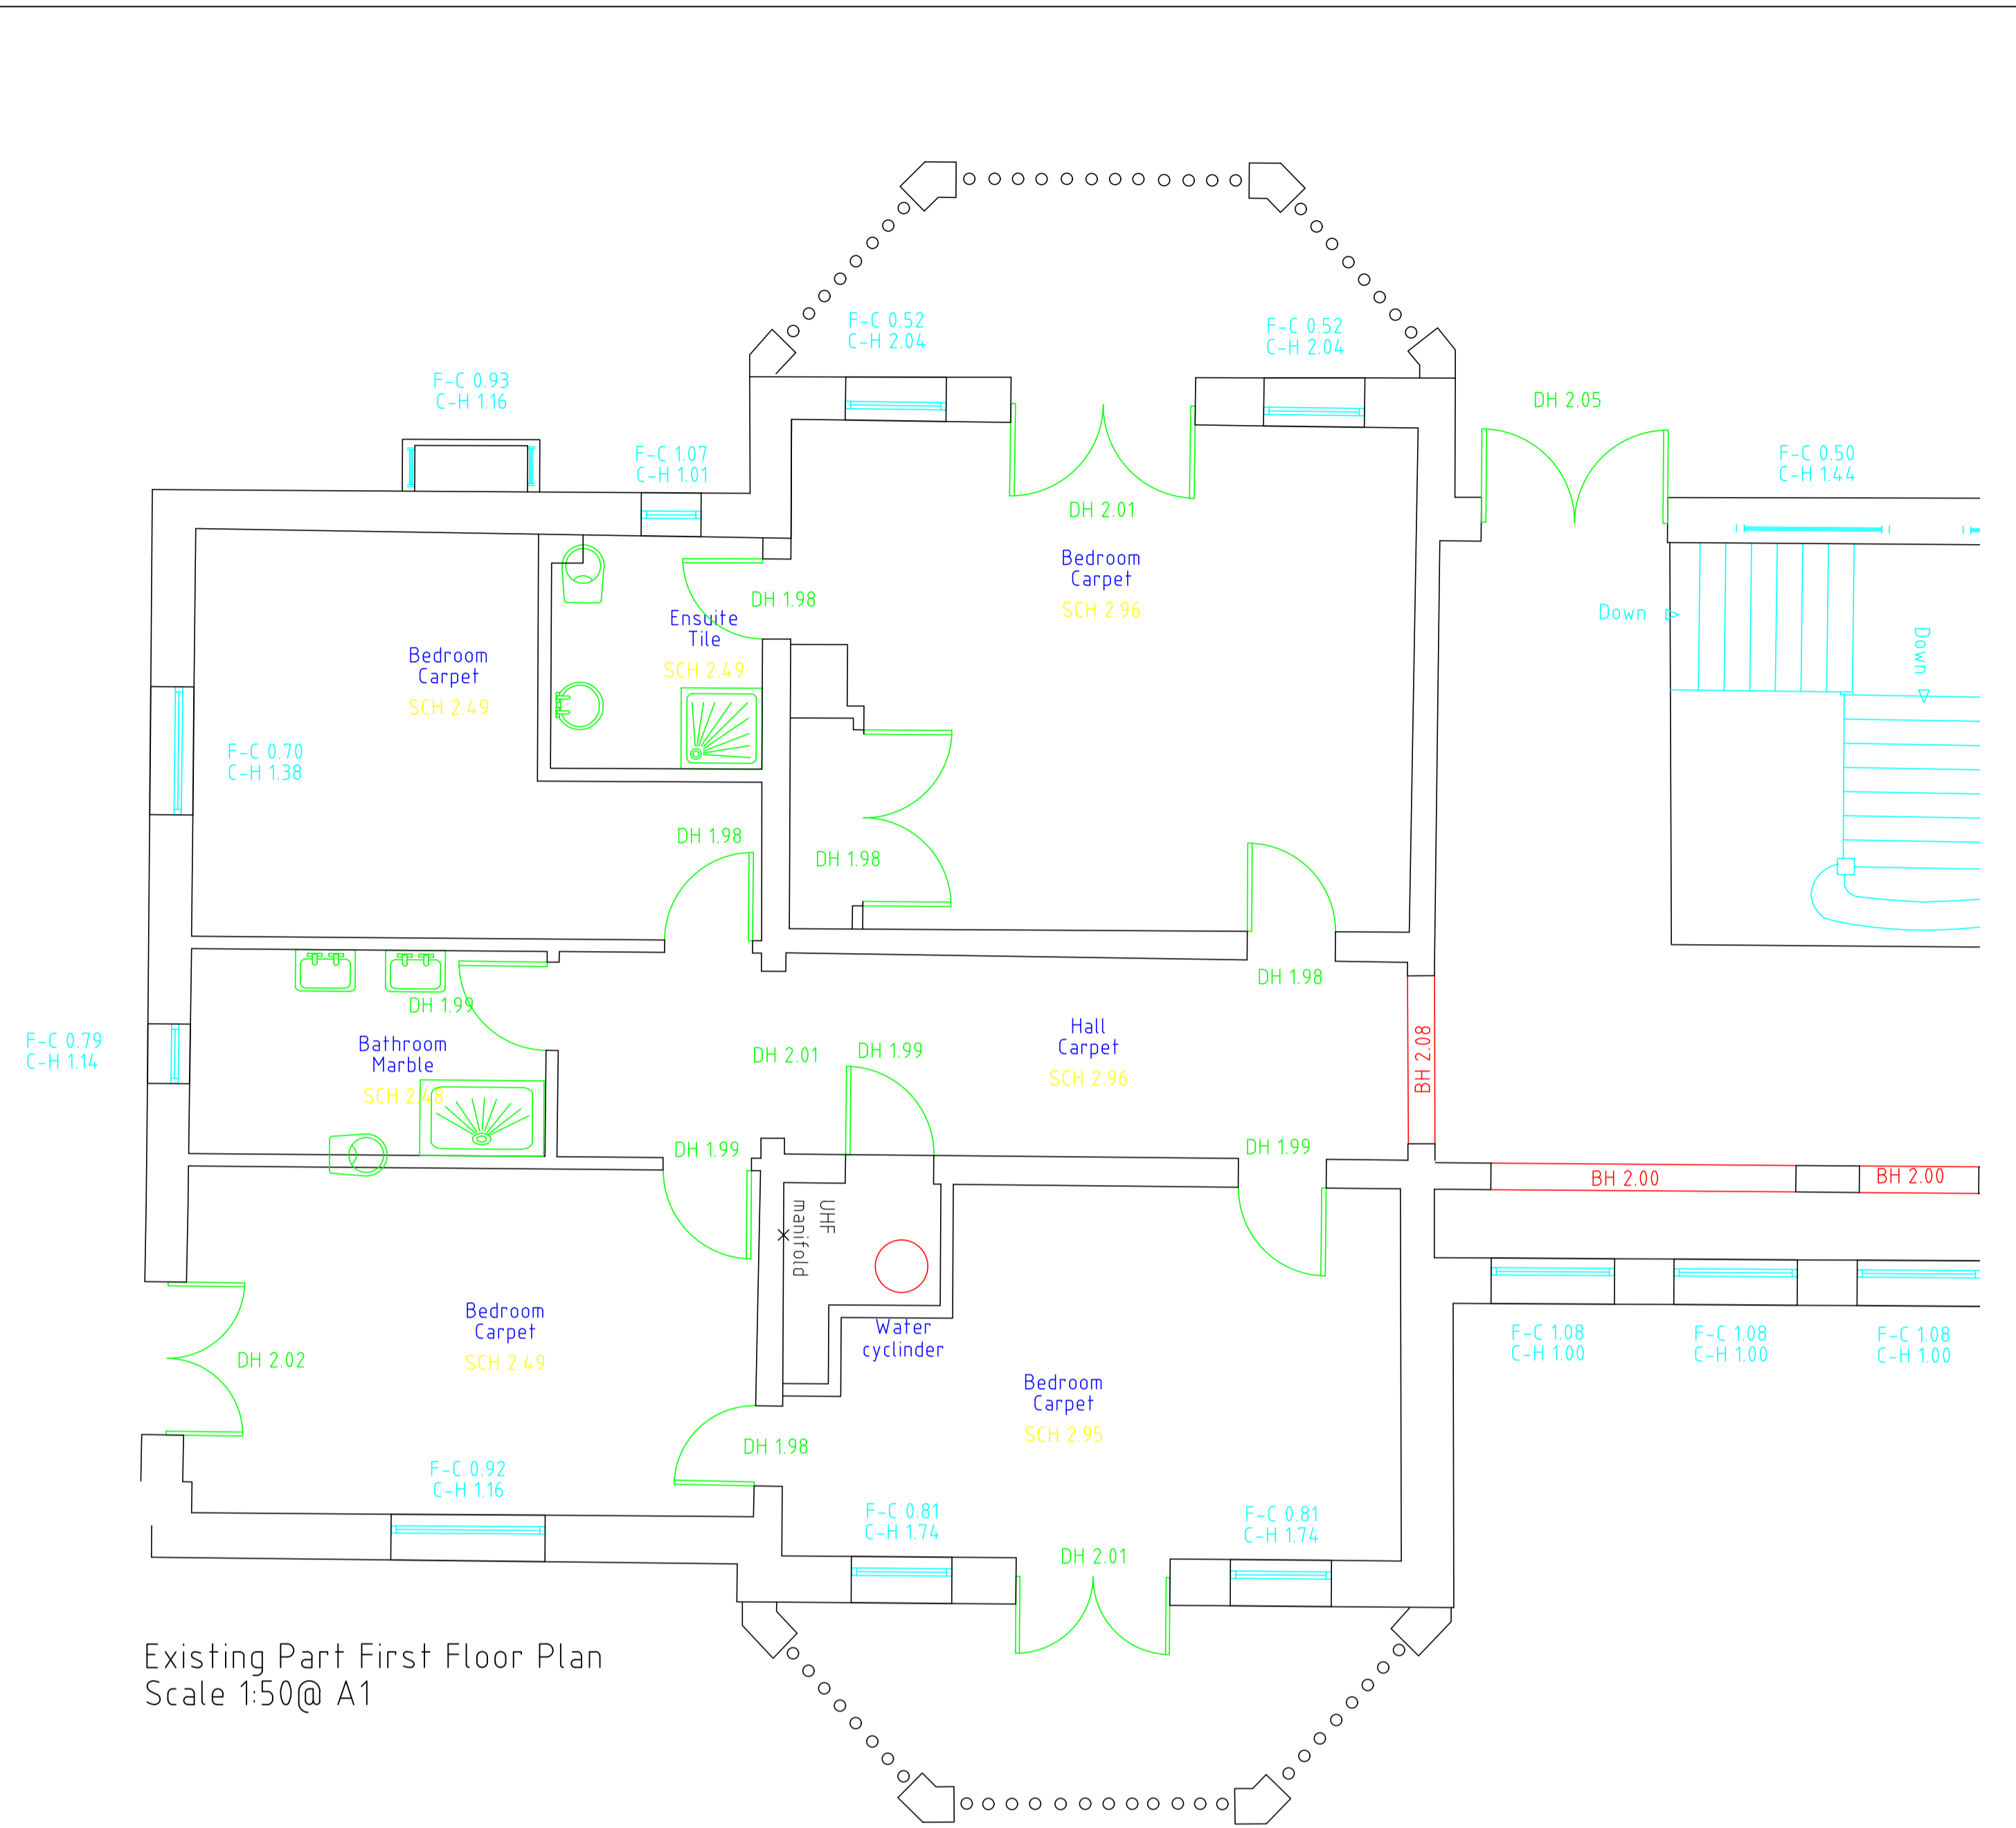 F-C 0.52
C-H 2.04
F-C 0.52
C-H 2.04
F-C 0.93
C-H 1.16
DH 2.05
F-C 1.07
C-H 1.01
F-C 0.50
C-H 1.44
DH 2.01
Bedroom
Carpet
SCH 2.96
DH 1.98
Ensuite
Tile
SCH 2.49
Down
Down
Bedroom
Carpet
SCH 2.49
F-C 0.70
C-H 1.38
DH 1.98
DH 1.98
DH 1.98
DH 1.99
Bathroom
Marble
SCH 2.48
F-C 0.79
C-H 1.14
DH 2.01
DH 1.99
Hall
Carpet
SCH 2.96
BH 2.08
DH 1.99
DH 1.99
BH 2.00
BH 2.00
UHF
manifold
Water
cyclinder
Bedroom
Carpet
SCH 2.49
DH 2.02
F-C 1.08
C-H 1.00
F-C 1.08
C-H 1.00
F-C 1.08
C-H 1.00
Bedroom
Carpet
SCH 2.95
DH 1.98
F-C 0.92
C-H 1.16
F-C 0.81
C-H 1.74
F-C 0.81
C-H 1.74
DH 2.01
Existing Part First Floor Plan
Scale 1:50@ A1